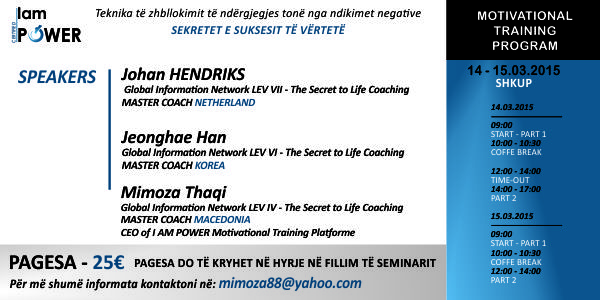 CERTIFIED
Iam
POWER
Teknika të zhbllokimit të ndërgjegjes tonë nga ndikimet negative
SEKRETET E SUKSESIT TË VËRTETË
SPEAKERS
Johan HENDRIKS
Global Information Network LEV VII - The Secret to Life Coaching
MASTER COACH NETHERLAND
Jeonghae Han
Global Information Network LEV VI - The Secret to Life Coaching
MASTER COACH KOREA
Mimoza Thaqi
Global Information Network LEV IV - The Secret to Life Coaching
MASTER COACH MACEDONIA
CEO of I AM POWER Motivational Training Platforme
PAGESA - 25€ PAGESA DO TË KRYHET NË HYRJE NË FILLIM TË SEMINARIT
Për më shumë informata kontaktoni në: mimoza88@yahoo.com
MOTIVATIONAL
TRAINING
PROGRAM
14 - 15.03.2015
SHKUP
14.03.2015
09:00
START - PART 1
10:00 - 10:30
COFFE BREAK
12:00 - 14:00
TIME-OUT
14:00 - 17:00
PART 2
15.03.2015
09:00
START - PART 1
10:00 - 10:30
COFFE BREAK
12:00 - 14:00
PART 2